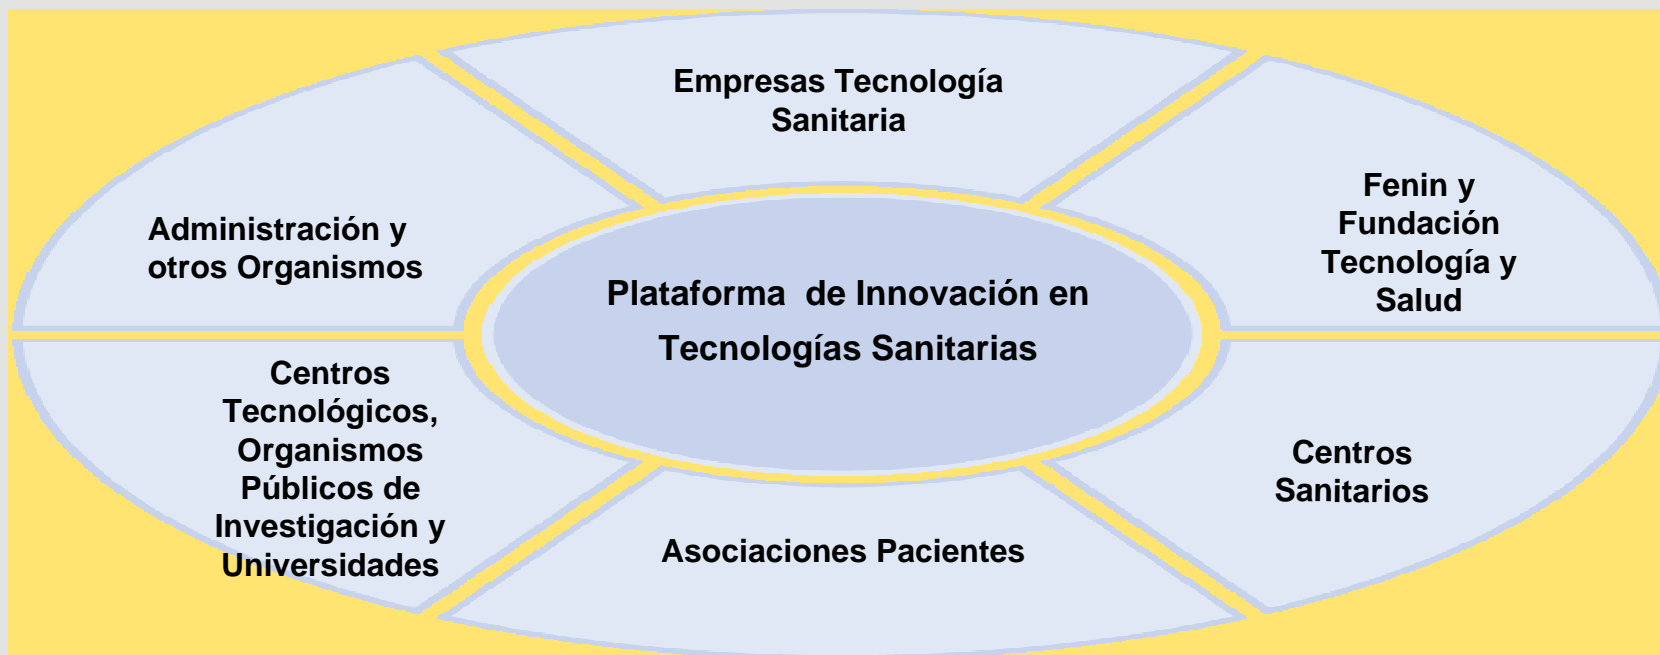 Empresas Tecnología
Sanitaria
Fenin y
Fundación
Tecnología y
Salud
Administración y
otros Organismos
Plataforma de Innovación en
Tecnologías Sanitarias
Centros
Tecnológicos,
Organismos
Públicos de
Investigación y
Universidades
Centros
Sanitarios
Asociaciones Pacientes